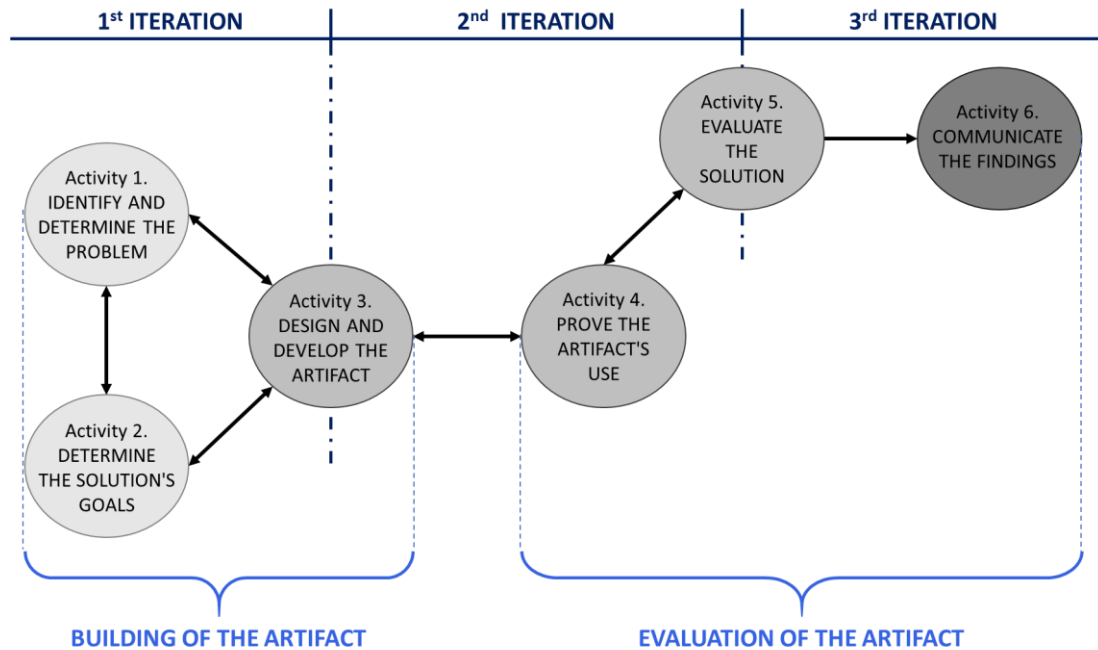 1st ITERATION
2nd ITERATION
3rd ITERATION
Activity 5.
EVALUATE
THE
SOLUTION
Activity 6.
COMMUNICATE
THE FINDINGS
Activity 1.
IDENTIFY AND
DETERMINE THE
PROBLEM
Activity 3.
DESIGN AND
DEVELOP THE
ARTIFACT
Activity 4.
PROVE THE
ARTIFACT'S
USE
Activity 2.
DETERMINE
THE SOLUTION'S
GOALS
BUILDING OF THE ARTIFACT
EVALUATION OF THE ARTIFACT